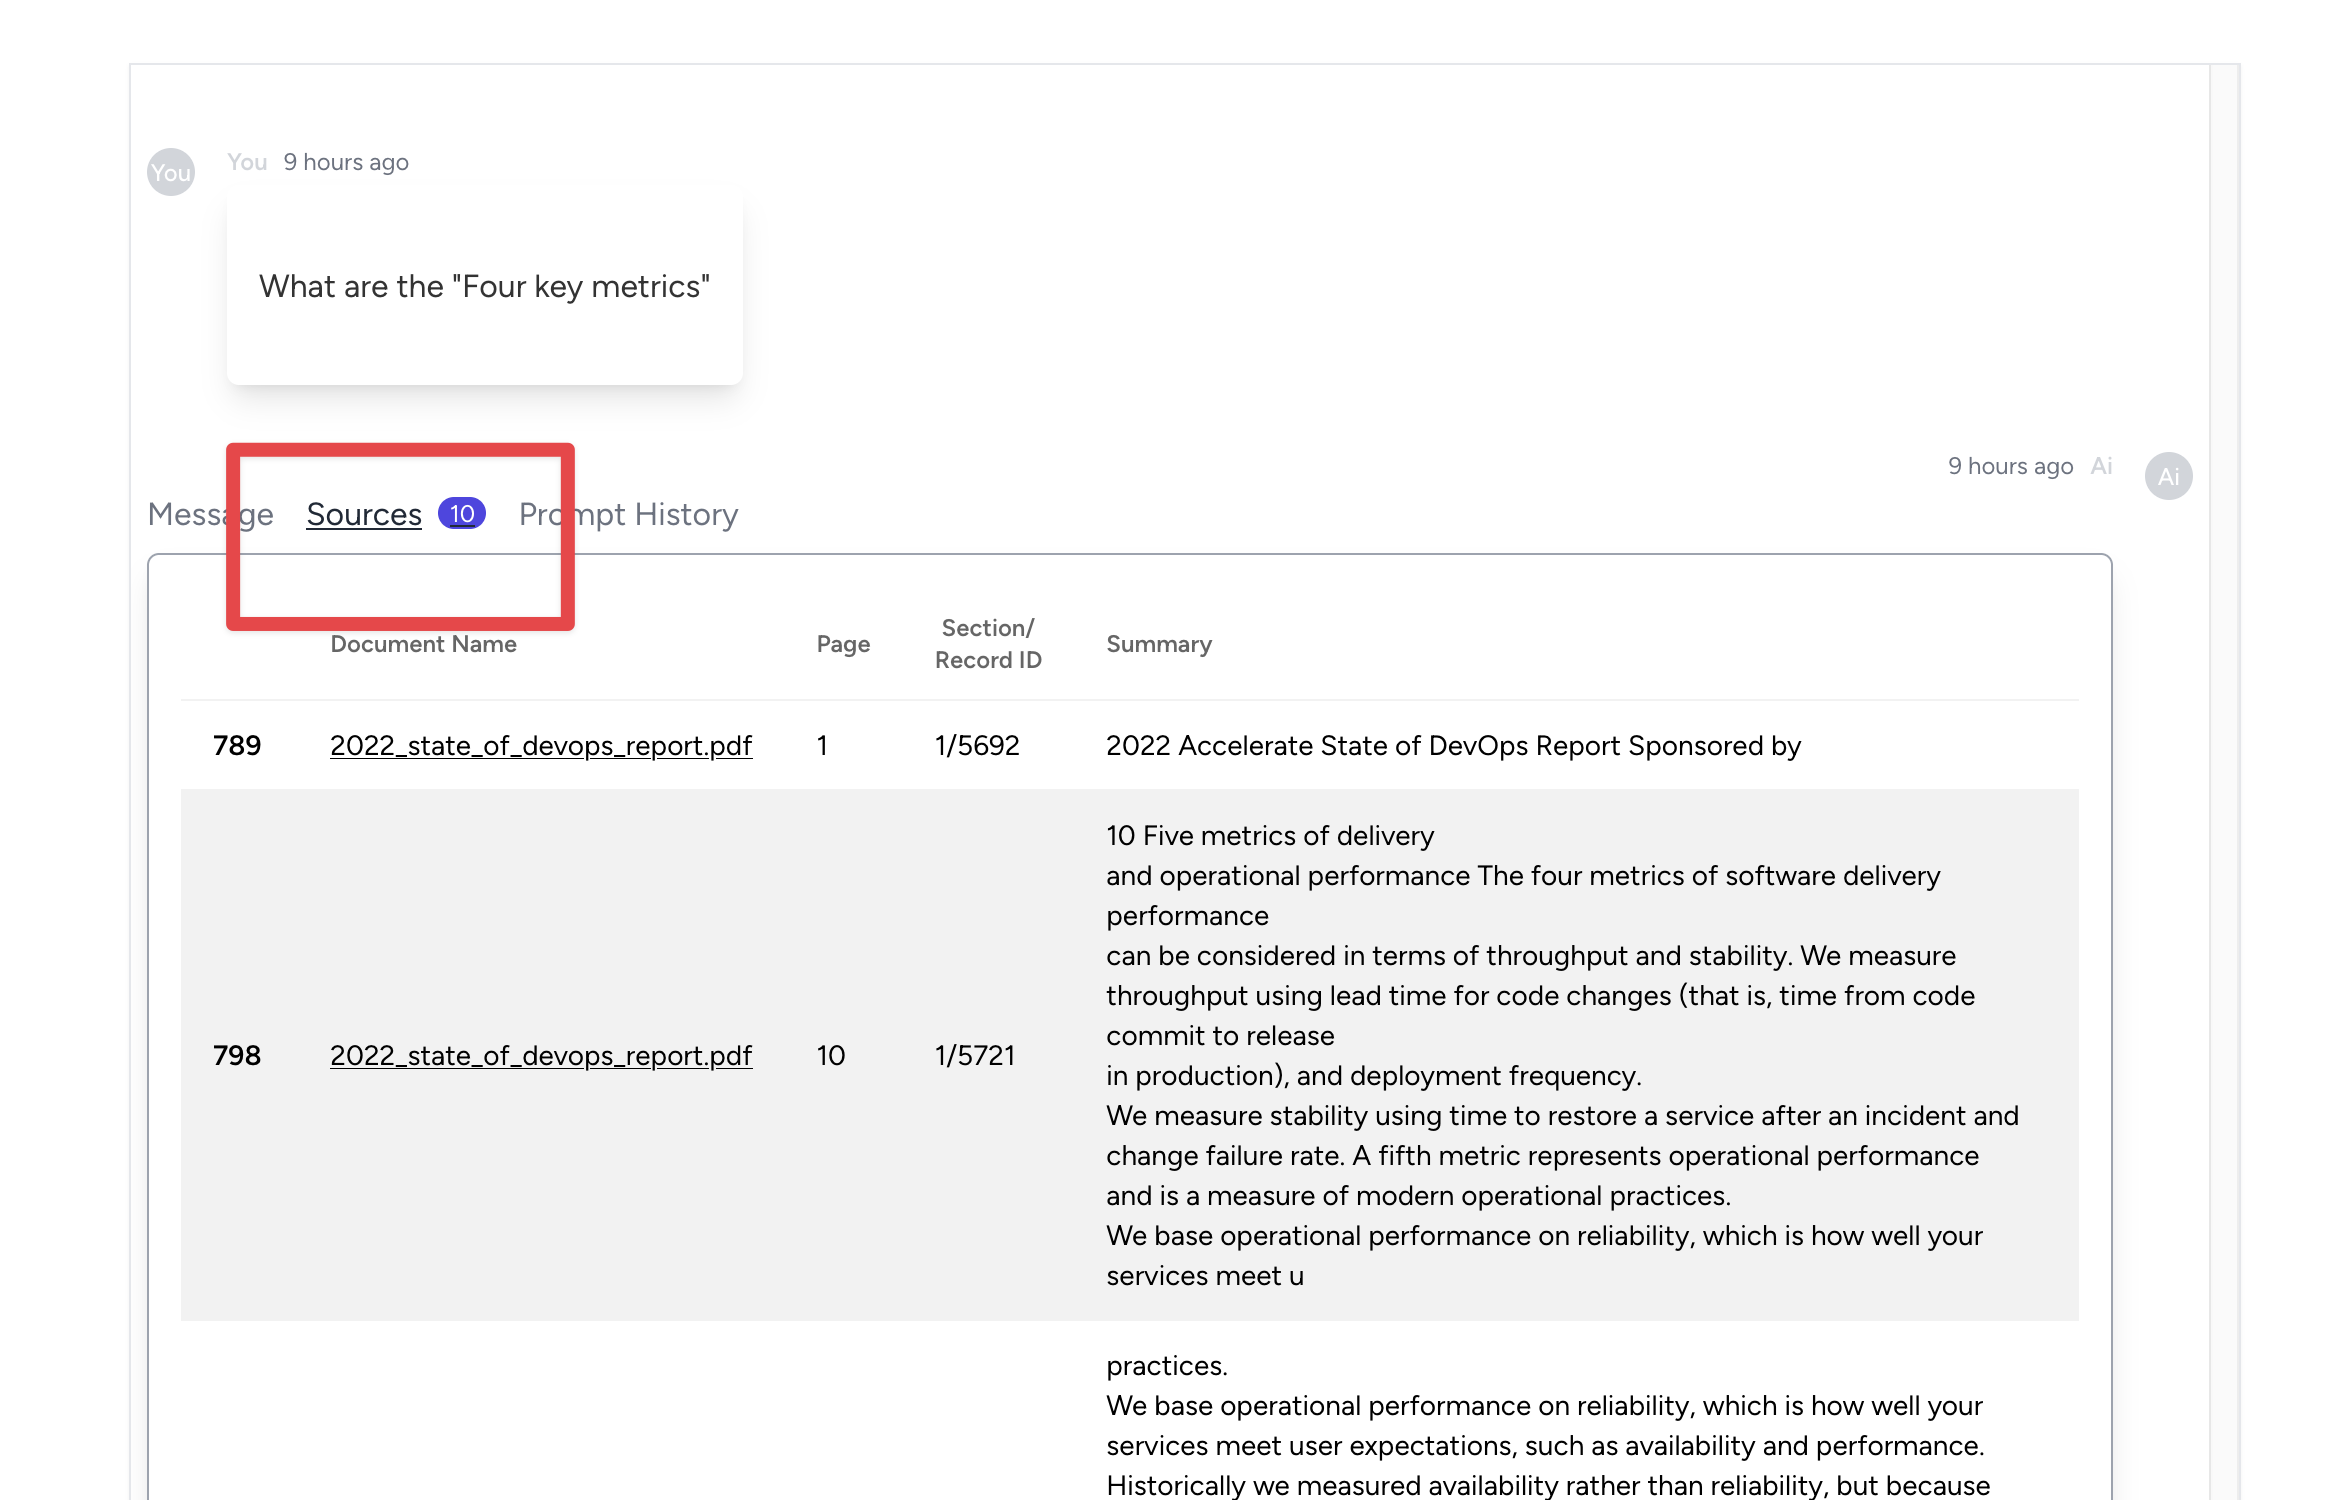 You
You 9 hours ago
What are the "Four key metrics"
9 hours ago Ai
Ai
Message Sources 10 Prompt History
Document Name Page Section/ Summary
Record ID
789 2022_state_of_devops_report.pdf 1 1/5692 2022 Accelerate State of DevOps Report Sponsored by
10 Five metrics of delivery
and operational performance The four metrics of software delivery
performance
can be considered in terms of throughput and stability. We measure
throughput using lead time for code changes (that is, time from code
commit to release
798 2022_state_of_devops_report.pdf 10 1/5721
in production), and deployment frequency.
We measure stability using time to restore a service after an incident and
change failure rate. A fifth metric represents operational performance
and is a measure of modern operational practices.
We base operational performance on reliability, which is how well your
services meet u
practices.
We base operational performance on reliability, which is how well your
services meet user expectations, such as availability and performance.
Historically we measured availability rather than reliability, but because